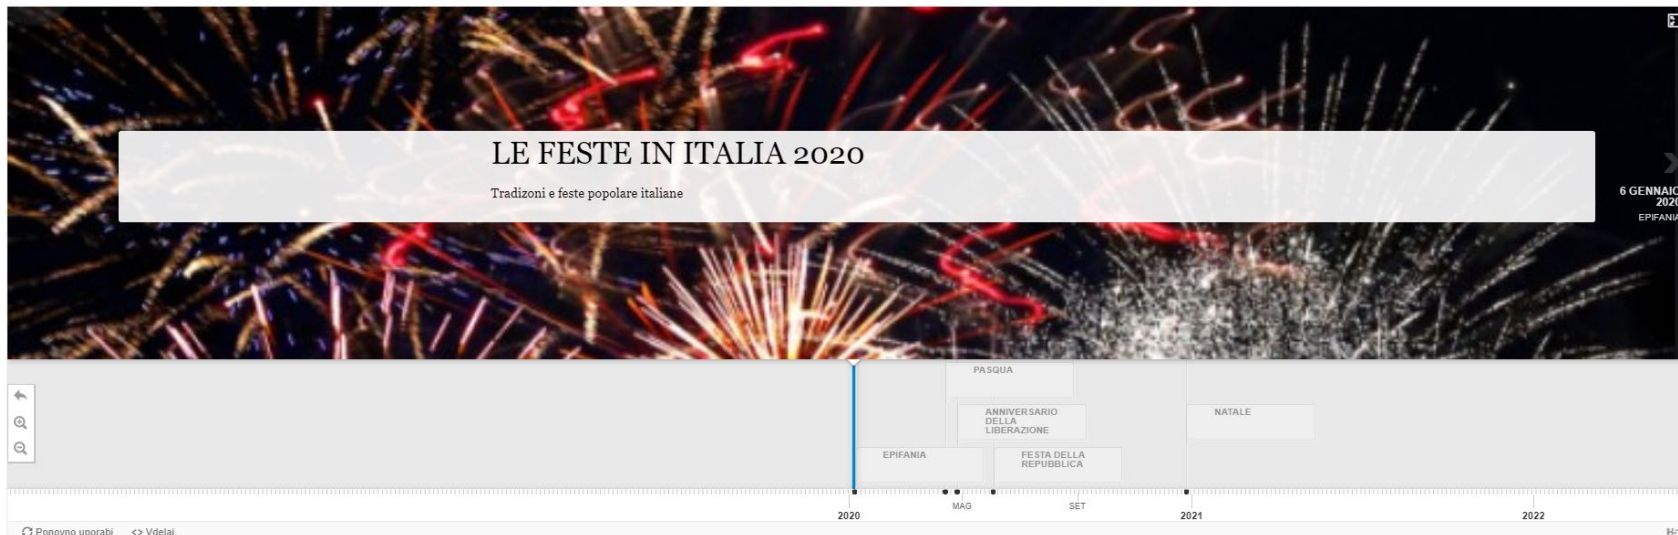 LE FESTE IN ITALIA 2020
Tradizoni e feste popolare italiane
6 GENNAIO
2020
EPIFANIA
PASQUA
ANNIVERSARIO
DELLA
LIBERAZIONE
NATALE
EPIFANIA
FESTA DELLA
REPUBBLICA
MAG
SET
2020
2021
2022
Ponovno uporabi
<> Vdelaj